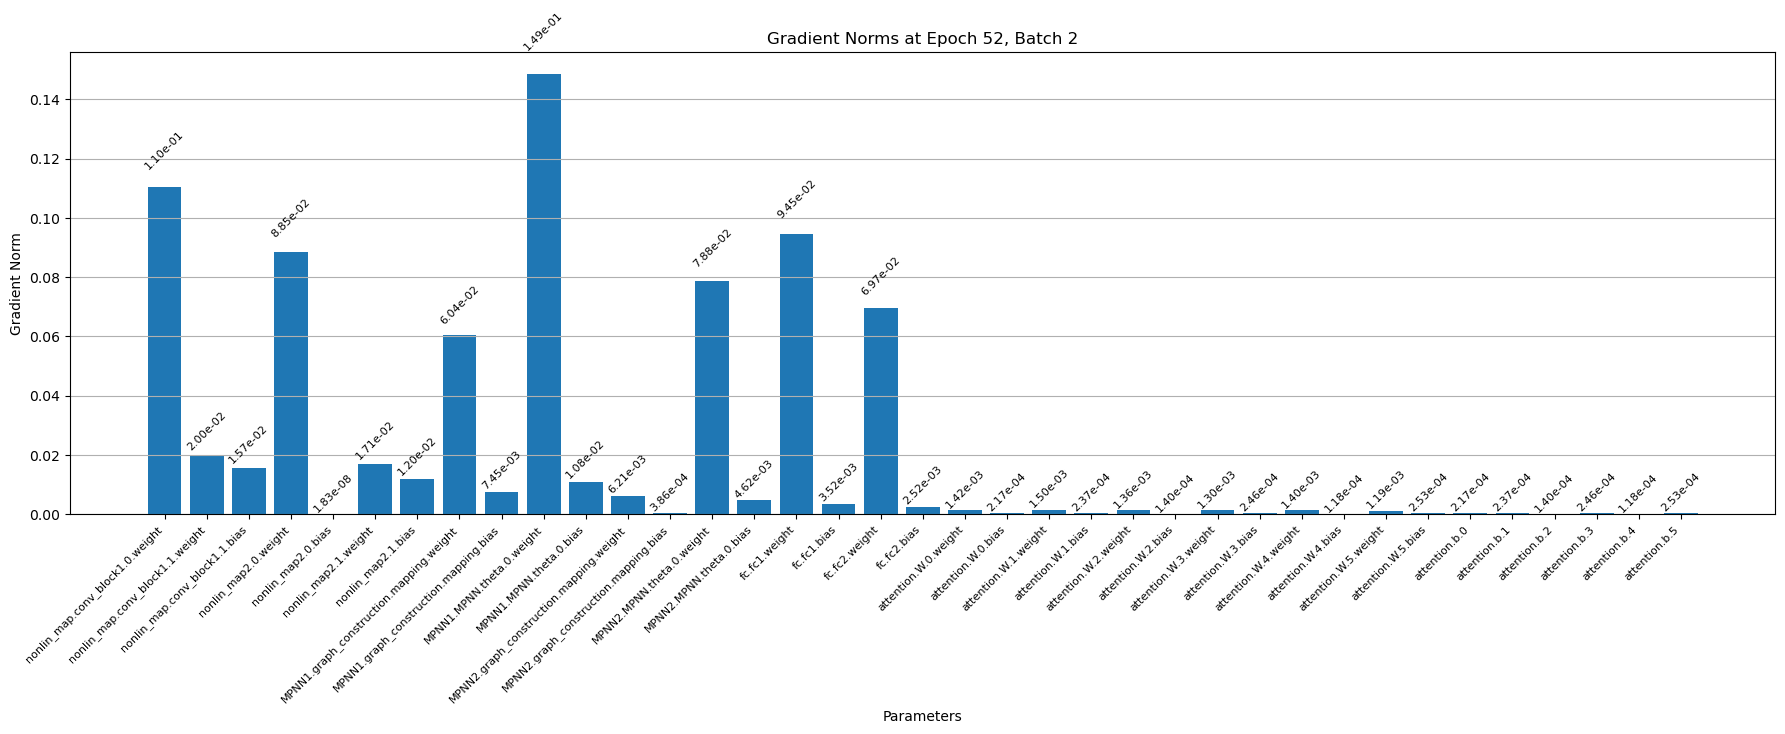 Gradient Norms at Epoch 52, Batch 2
Gradient Norm
0.14
0.12
0.10
0.08
0.06
0.04
0.02
0.00
1.10e-01
2.00e-02
1.57e-02
8.85e-02
1.83e-08
1.71e-02
1.20e-02
6.04e-02
7.45e-03
1.49e-01
1.08e-02
6.21e-03
3.86e-04
7.88e-02
4.62e-03
9.45e-02
3.52e-03
6.97e-02
2.52e-03
1.42e-03
2.17e-04
1.50e-03
2.37e-04
1.36e-03
1.40e-04
1.30e-03
2.46e-04
1.40e-03
1.18e-04
1.19e-03
2.53e-04
2.17e-04
2.37e-04
1.40e-04
2.46e-04
1.18e-04
2.53e-04
nonlin_map.conv_block1.0.weight
nonlin_map.conv_block1.1.weight
nonlin_map.conv_block1.1.bias
nonlin_map2.0.weight
nonlin_map2.0.bias
nonlin_map2.1.weight
nonlin_map2.1.bias
MPNN1.graph_construction.mapping.weight
MPNN1.graph_construction.mapping.bias
MPNN1.MPNN.theta.0.weight
MPNN1.MPNN.theta.0.bias
MPNN2.graph_construction.mapping.weight
MPNN2.graph_construction.mapping.bias
MPNN2.MPNN.theta.0.weight
MPNN2.MPNN.theta.0.bias
fc.fc1.weight
fc.fc1.bias
fc.fc2.weight
fc.fc2.bias
attention.W.0.weight
attention.W.0.bias
attention.W.1.weight
attention.W.1.bias
attention.W.2.weight
attention.W.2.bias
attention.W.3.weight
attention.W.3.bias
attention.W.4.weight
attention.W.4.bias
attention.W.5.weight
attention.W.5.bias
attention.b.0
attention.b.1
attention.b.2
attention.b.3
attention.b.4
attention.b.5
Parameters